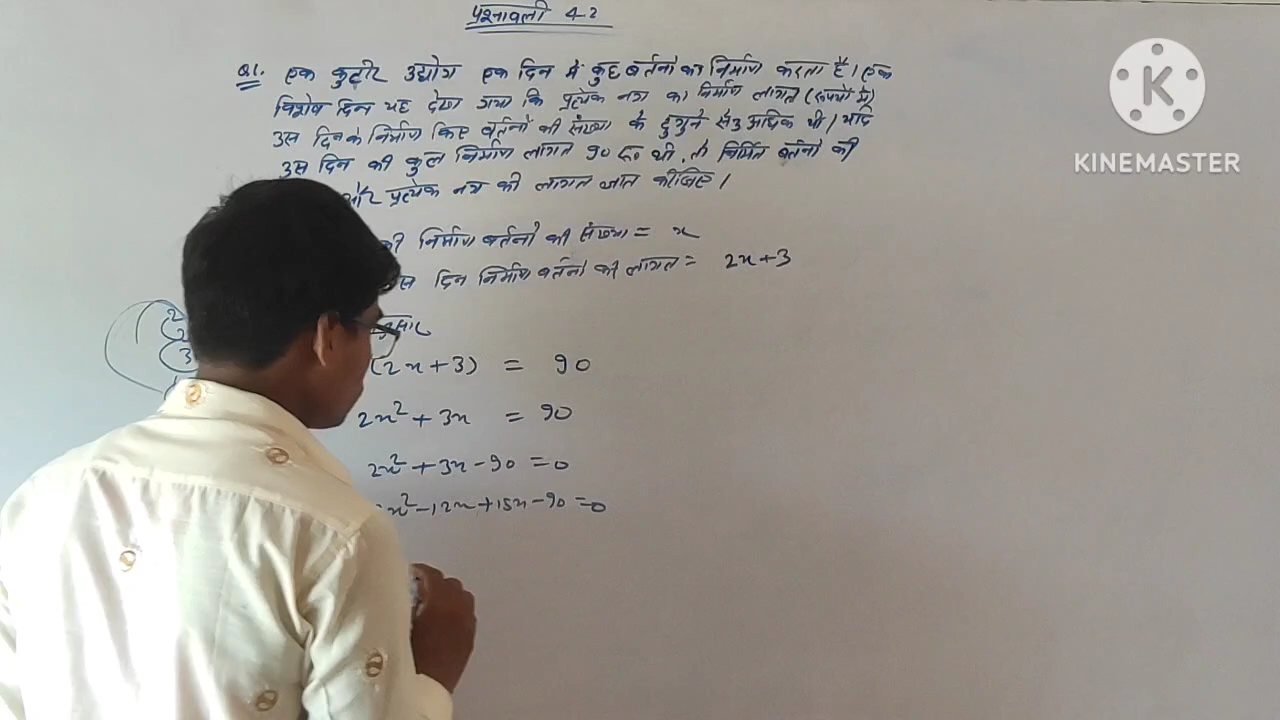 प्रश्नावली 4.2
Q1. एक कुटीर उद्योग एक दिन में कुछ बर्तनों का निर्माण करता है। एक
विशेष दिन यह देखा गया कि प्रत्येक नग का निर्माण लागत (रूपयों में)
उस दिन के निर्माण किए बर्तनों की संख्या के दुगुने से 3 अधिक थी। यदि
उस दिन की कुल निर्माण लागत 90 रू० थी, तो निर्मित बर्तनों की
और प्रत्येक नग की लागत ज्ञात कीजिए।
की निर्माण बर्तनों की संख्या = x
दिन निर्माण बर्तनों की लागत = 2x+3
(2x+3) = 90
2x² + 3x = 90
2x² + 3x - 90 = 0
x² - 12x + 15x - 90 = 0
KINEMASTER